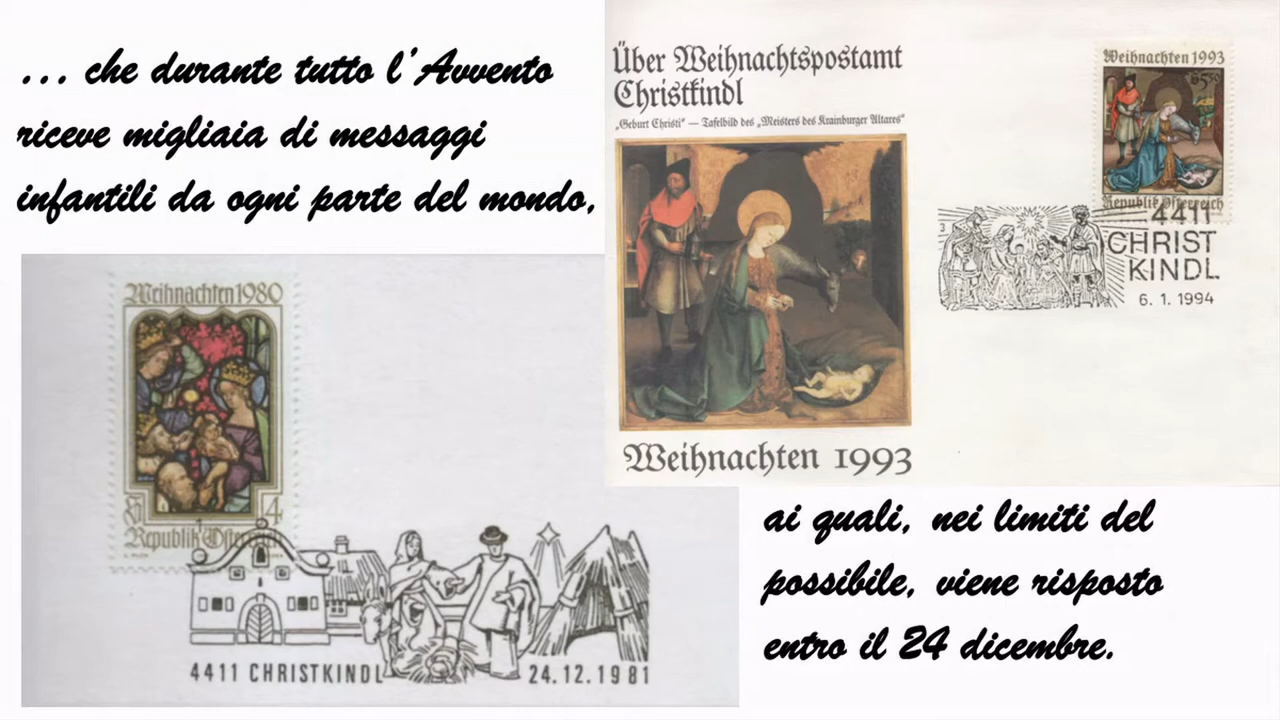 ... che durante tutto l'Avvento
riceve migliaia di messaggi
infantili da ogni parte del mondo,
Über Weihnachtspostamt
Christkindl
„Geburt Christi" — Tafelbild des „Meisters des Krainburger Altares"
Weihnachten 1993
Weihnachten 1993
Republik Österreich
4411
CHRIST
KINDL
6. 1. 1994
Weihnachten 1980
S 4
Republik Österreich
4411 CHRISTKINDL
24.12.1981
ai quali, nei limiti del
possibile, viene risposto
entro il 24 dicembre.